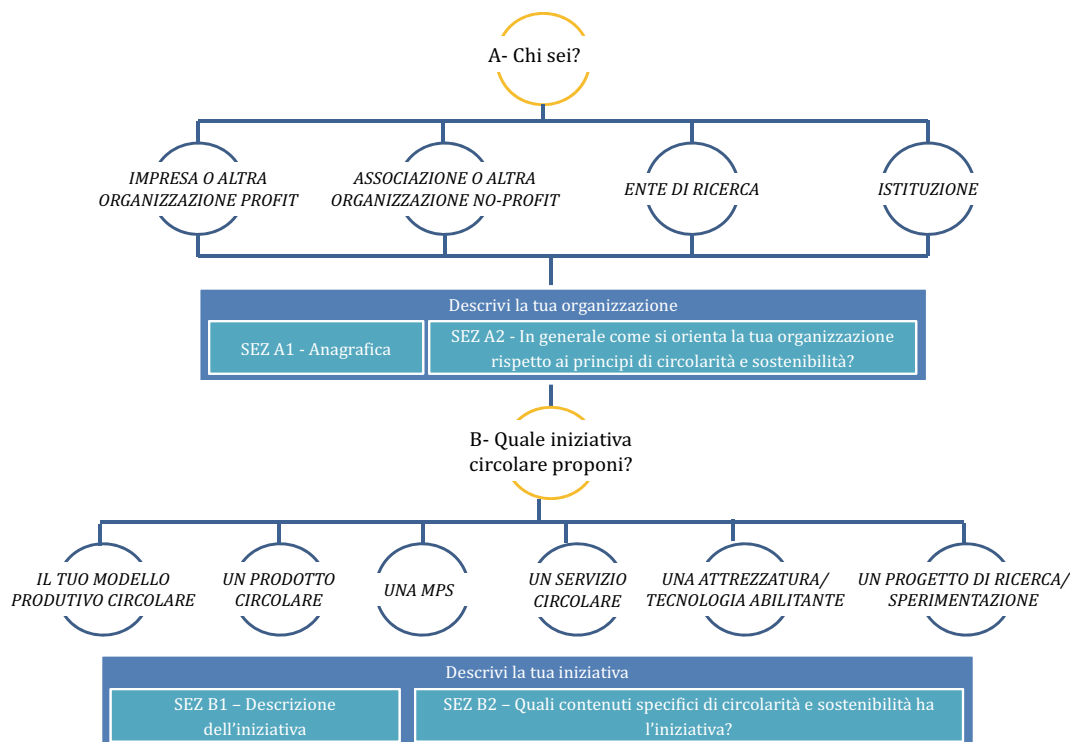 A- Chi sei?
IMPRESA O ALTRA
ORGANIZZAZIONE PROFIT
ASSOCIAZIONE O ALTRA
ORGANIZZAZIONE NO-PROFIT
ENTE DI RICERCA
ISTITUZIONE
Descrivi la tua organizzazione
SEZ A1 - Anagrafica
SEZ A2 - In generale come si orienta la tua organizzazione
rispetto ai principi di circolarità e sostenibilità?
B- Quale iniziativa
circolare proponi?
IL TUO MODELLO
PRODUTIVO CIRCOLARE
UN PRODOTTO
CIRCOLARE
UNA MPS
UN SERVIZIO
CIRCOLARE
UNA ATTREZZATURA/
TECNOLOGIA ABILITANTE
UN PROGETTO DI RICERCA/
SPERIMENTAZIONE
Descrivi la tua iniziativa
SEZ B1 – Descrizione
dell'iniziativa
SEZ B2 – Quali contenuti specifici di circolarità e sostenibilità ha
l'iniziativa?